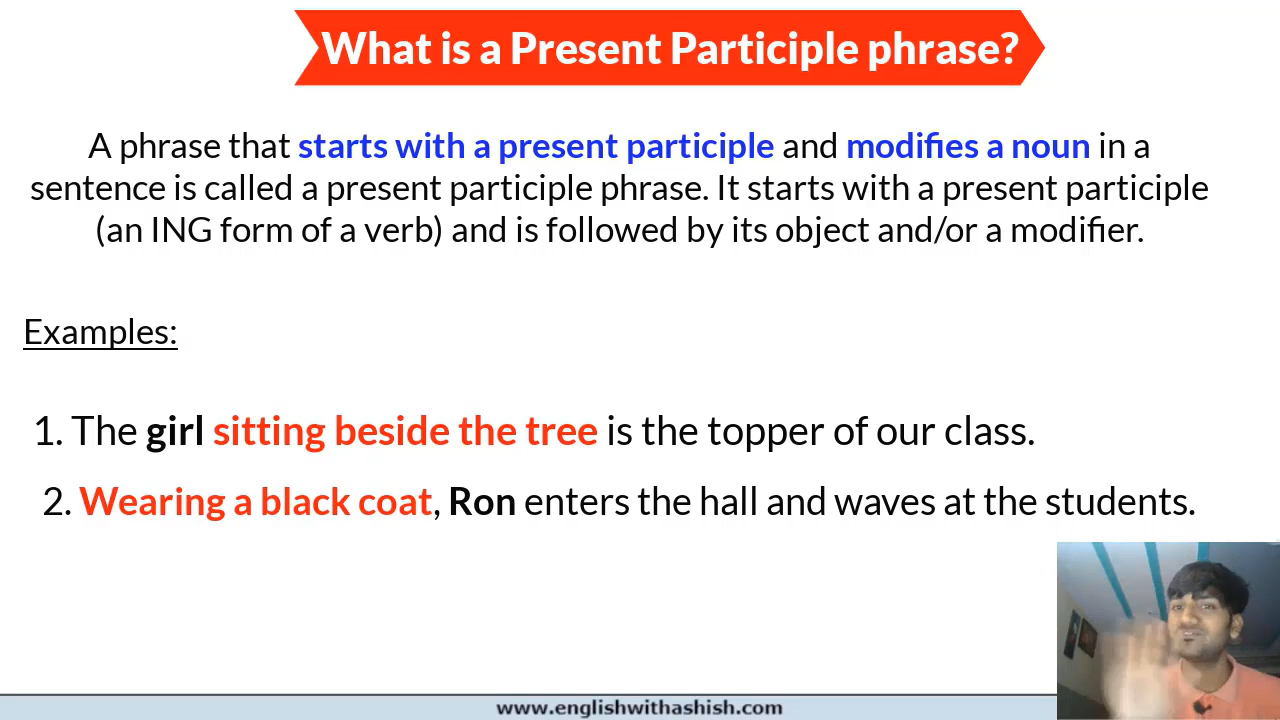 What is a Present Participle phrase?
A phrase that starts with a present participle and modifies a noun in a
sentence is called a present participle phrase. It starts with a present participle
(an ING form of a verb) and is followed by its object and/or a modifier.
Examples:
1. The girl sitting beside the tree is the topper of our class.
2. Wearing a black coat, Ron enters the hall and waves at the students.
www.englishwithashish.com